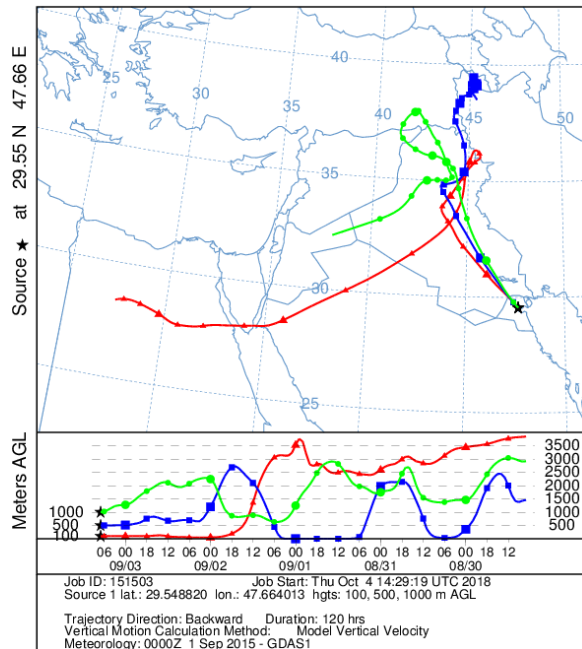 40
45
50
35
40
25
30
35
30
25
Source ★ at 29.55 N 47.66 E
Meters AGL
3500
3000
2500
2000
1500
1000
500
0
1000
500
100
06 00 18 12 06 00 18 12 06 00 18 12 06 00 18 12 06 00 18 12
09/03 09/02 09/01 08/31 08/30
Job ID: 151503 Job Start: Thu Oct 4 14:29:19 UTC 2018
Source 1 lat.: 29.548820 lon.: 47.664013 hgts: 100, 500, 1000 m AGL
Trajectory Direction: Backward Duration: 120 hrs
Vertical Motion Calculation Method: Model Vertical Velocity
Meteorology: 0000Z 1 Sep 2015 - GDAS1